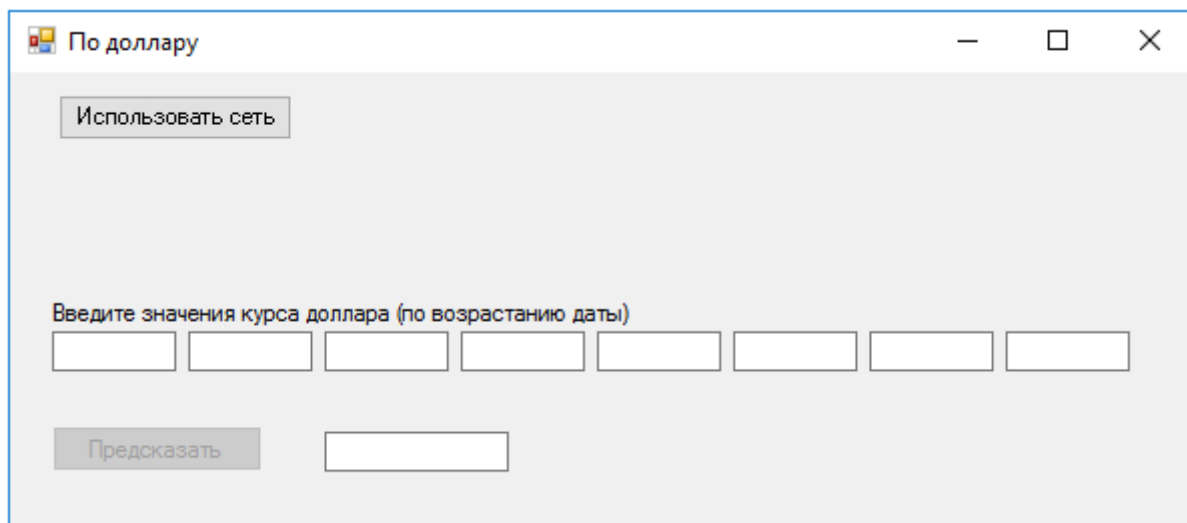 По доллару
Использовать сеть
Введите значения курса доллара (по возрастанию даты)
Предсказать